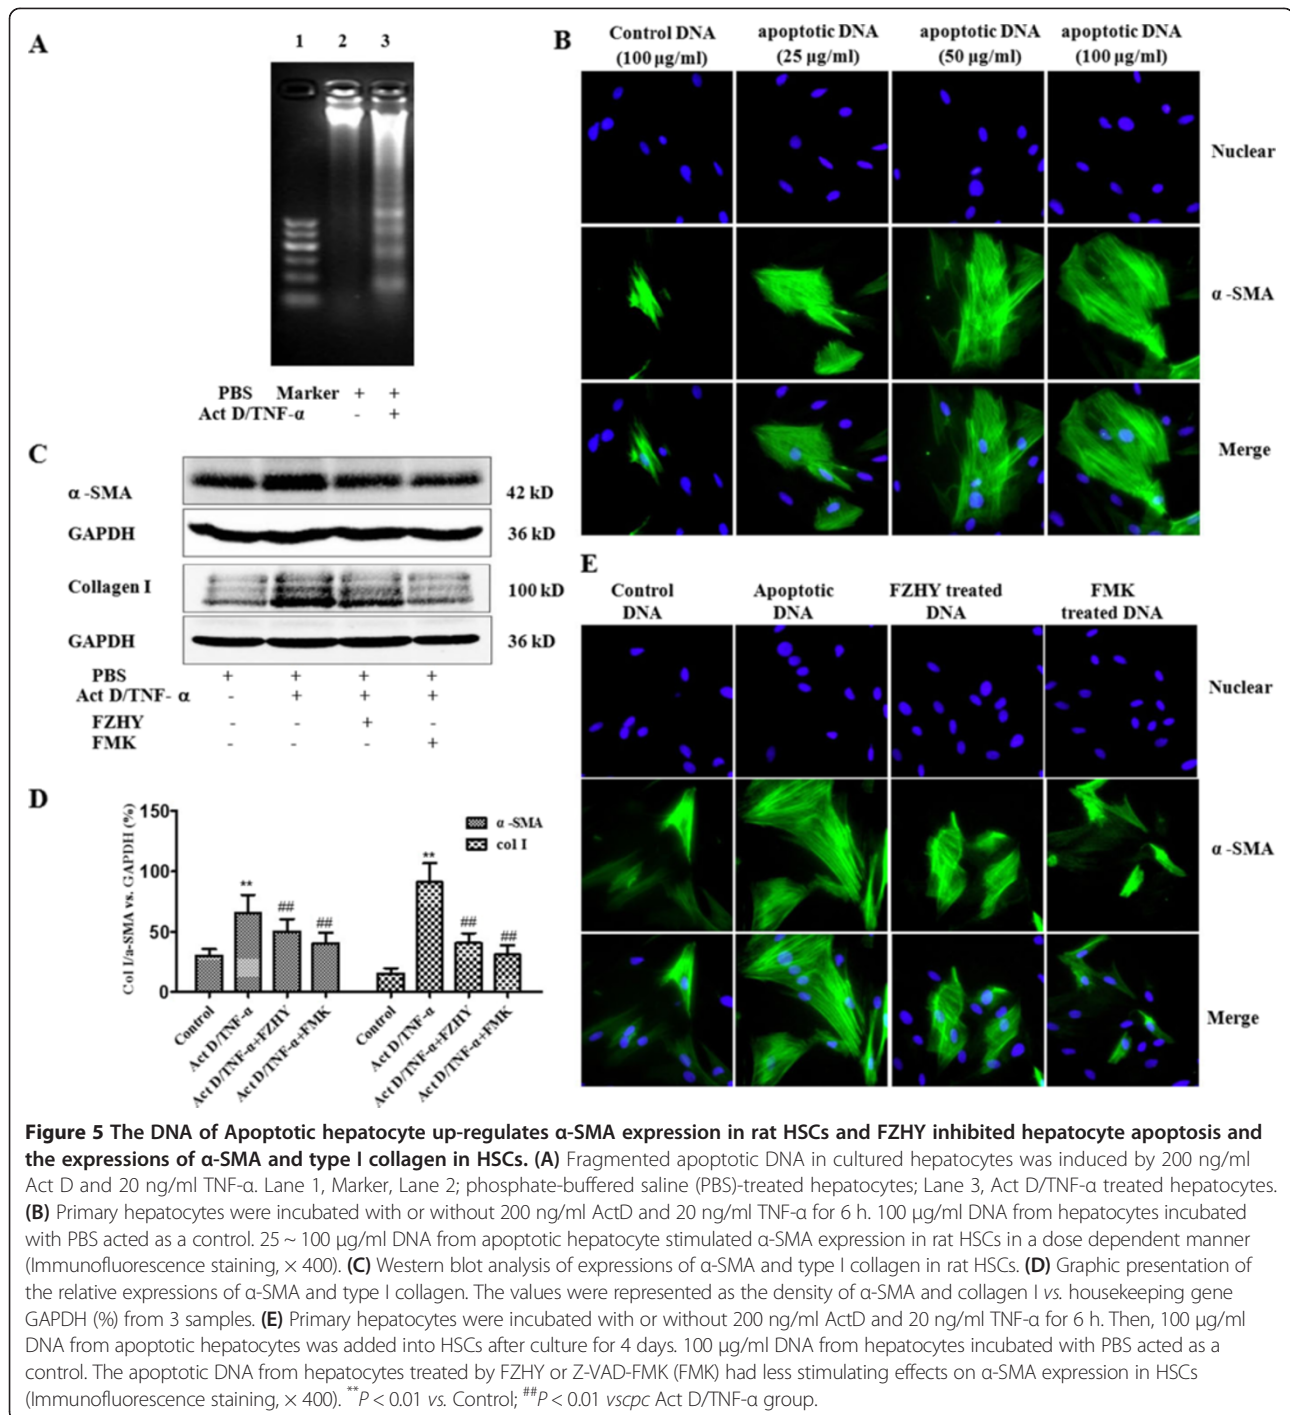 A
1 2 3
PBS Marker + +
Act D/TNF-α - +
B
Control DNA (100 µg/ml) apoptotic DNA (25 µg/ml) apoptotic DNA (50 µg/ml) apoptotic DNA (100 µg/ml)
Nuclear
α -SMA
Merge
C
α -SMA 42 kD
GAPDH 36 kD
Collagen I 100 kD
GAPDH 36 kD
PBS + + + +
Act D/TNF- α - + + +
FZHY - - + -
FMK - - - +
D
Col I/a-SMA vs. GAPDH (%)
150
100
50
0
α -SMA
col I
** ## ## ** ## ##
Control Act D/TNF-α Act D/TNF-α+FZHY Act D/TNF-α+FMK Control Act D/TNF-α Act D/TNF-α+FZHY Act D/TNF-α+FMK
E
Control DNA Apoptotic DNA FZHY treated DNA FMK treated DNA
Nuclear
α -SMA
Merge
Figure 5 The DNA of Apoptotic hepatocyte up-regulates α-SMA expression in rat HSCs and FZHY inhibited hepatocyte apoptosis and
the expressions of α-SMA and type I collagen in HSCs. (A) Fragmented apoptotic DNA in cultured hepatocytes was induced by 200 ng/ml
Act D and 20 ng/ml TNF-α. Lane 1, Marker, Lane 2; phosphate-buffered saline (PBS)-treated hepatocytes; Lane 3, Act D/TNF-α treated hepatocytes.
(B) Primary hepatocytes were incubated with or without 200 ng/ml ActD and 20 ng/ml TNF-α for 6 h. 100 µg/ml DNA from hepatocytes incubated
with PBS acted as a control. 25 ~ 100 µg/ml DNA from apoptotic hepatocyte stimulated α-SMA expression in rat HSCs in a dose dependent manner
(Immunofluorescence staining, × 400). (C) Western blot analysis of expressions of α-SMA and type I collagen in rat HSCs. (D) Graphic presentation of
the relative expressions of α-SMA and type I collagen. The values were represented as the density of α-SMA and collagen I vs. housekeeping gene
GAPDH (%) from 3 samples. (E) Primary hepatocytes were incubated with or without 200 ng/ml ActD and 20 ng/ml TNF-α for 6 h. Then, 100 µg/ml
DNA from apoptotic hepatocytes was added into HSCs after culture for 4 days. 100 µg/ml DNA from hepatocytes incubated with PBS acted as a
control. The apoptotic DNA from hepatocytes treated by FZHY or Z-VAD-FMK (FMK) had less stimulating effects on α-SMA expression in HSCs
(Immunofluorescence staining, × 400). **P < 0.01 vs. Control; ##P < 0.01 vscpc Act D/TNF-α group.